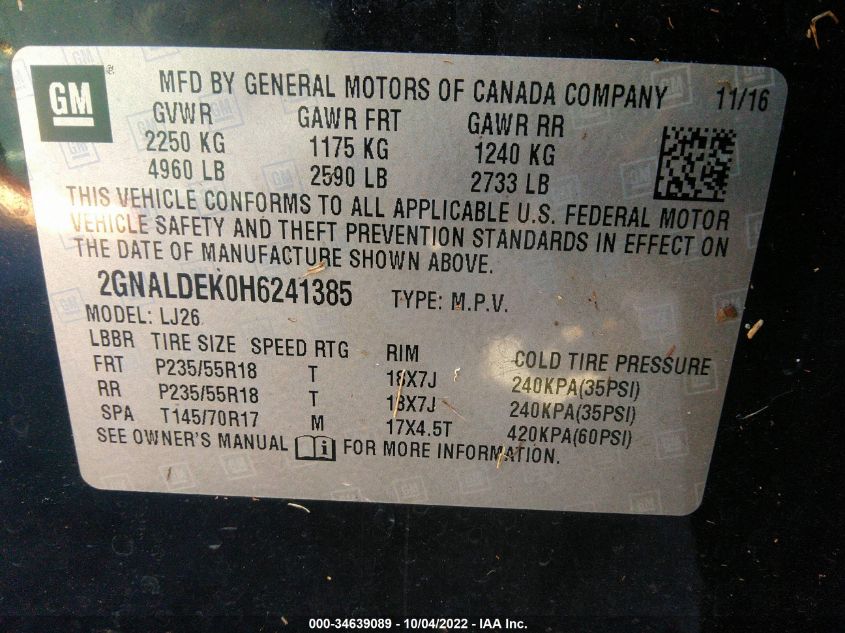 GM
MFD BY GENERAL MOTORS OF CANADA COMPANY 11/16
GVWR GAWR FRT GAWR RR
2250 KG 1175 KG 1240 KG
4960 LB 2590 LB 2733 LB
THIS VEHICLE CONFORMS TO ALL APPLICABLE U.S. FEDERAL MOTOR
VEHICLE SAFETY AND THEFT PREVENTION STANDARDS IN EFFECT ON
THE DATE OF MANUFACTURE SHOWN ABOVE.
2GNALDEK0H6241385 TYPE: M.P.V.
MODEL: LJ26
LBBR TIRE SIZE SPEED RTG RIM COLD TIRE PRESSURE
FRT P235/55R18 T 18X7J 240KPA(35PSI)
RR P235/55R18 T 18X7J 240KPA(35PSI)
SPA T145/70R17 M 17X4.5T 420KPA(60PSI)
SEE OWNER'S MANUAL i FOR MORE INFORMATION.
000-34639089 - 10/04/2022 - IAA Inc.